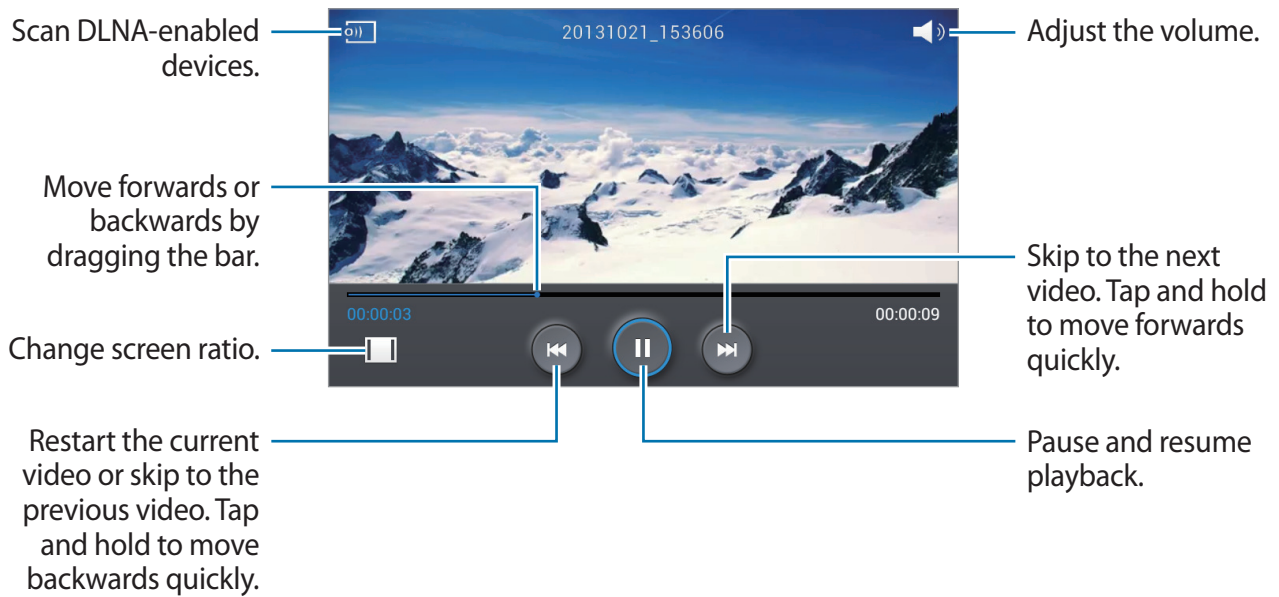 Scan DLNA-enabled
devices.
20131021_153606
Adjust the volume.
Move forwards or
backwards by
dragging the bar.
Skip to the next
video. Tap and hold
to move forwards
quickly.
00:00:03
00:00:09
Change screen ratio.
Restart the current
video or skip to the
previous video. Tap
and hold to move
backwards quickly.
Pause and resume
playback.